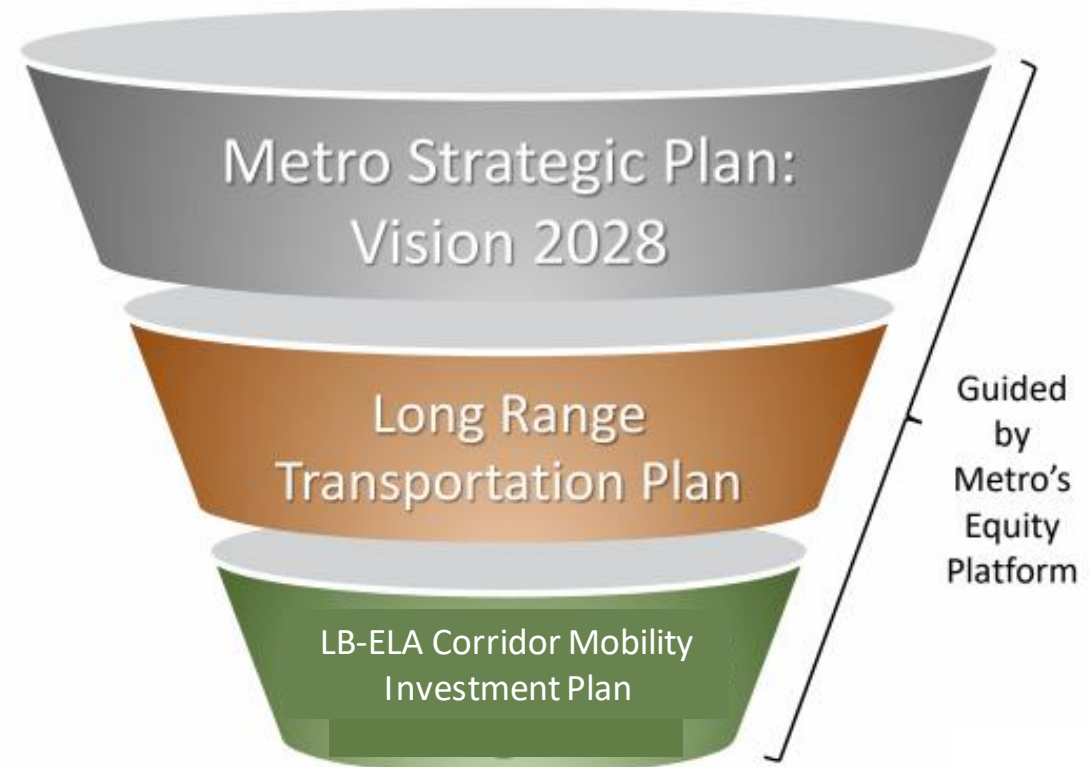 Metro Strategic Plan:
Vision 2028
Long Range
Transportation Plan
LB-ELA Corridor Mobility
Investment Plan
Guided
by
Metro’s
Equity
Platform